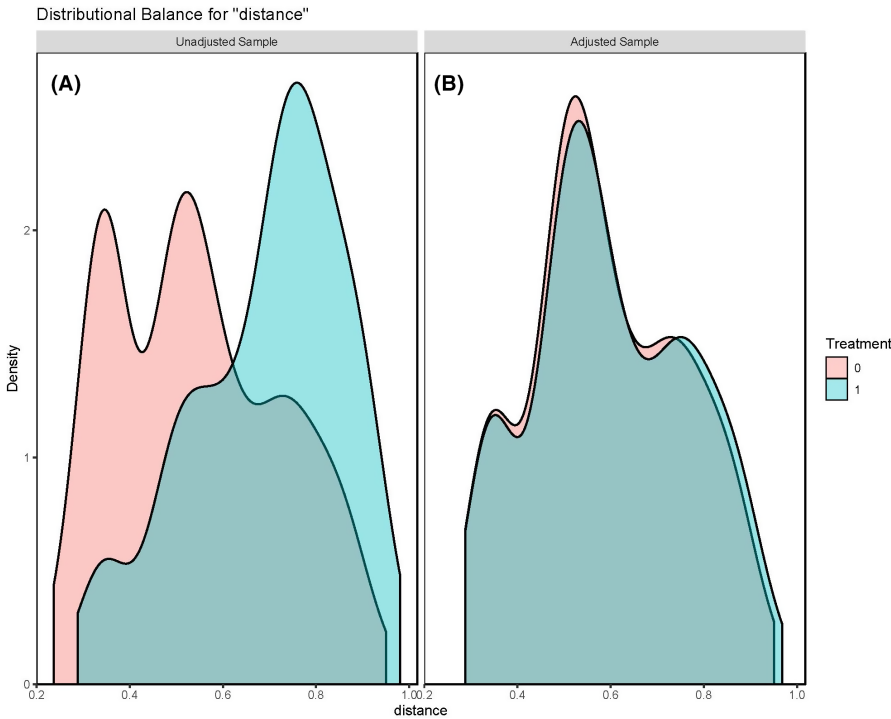 Distributional Balance for "distance"
Unadjusted Sample
Adjusted Sample
(A)
(B)
Density
2
1
0
0.2
0.4
0.6
0.8
1.0
0.2
0.4
0.6
0.8
1.0
distance
Treatment
0
1